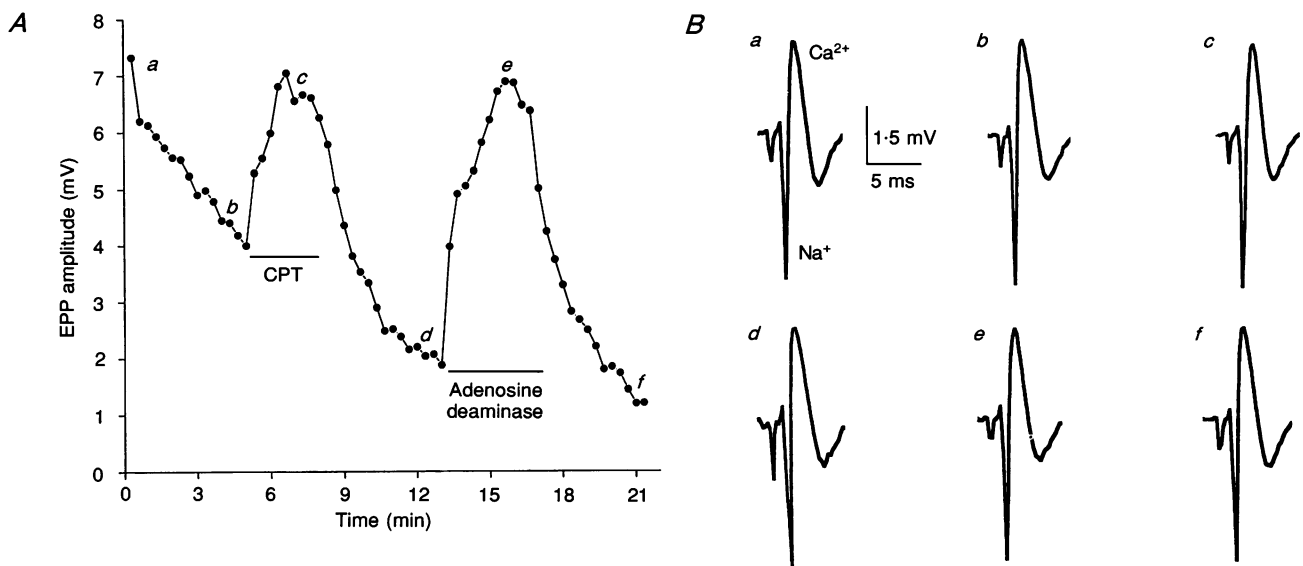 A
EPP amplitude (mV)
8
7
6
5
4
3
2
1
0
a
b
c
d
e
f
CPT
Adenosine
deaminase
0 3 6 9 12 15 18 21
Time (min)
B
a
Ca²⁺
Na⁺
1·5 mV
5 ms
b
c
d
e
f